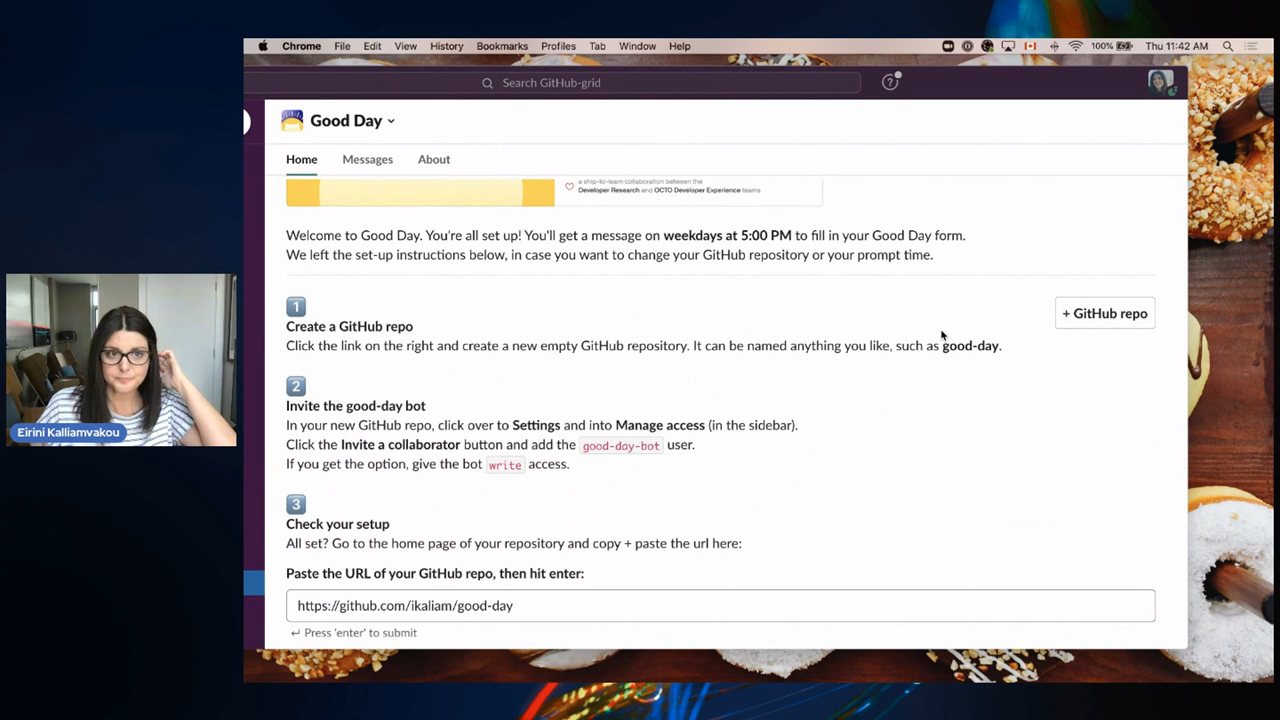 Chrome File Edit View History Bookmarks Profiles Tab Window Help 100% Thu 11:42 AM
Search GitHub-grid
Good Day
Home Messages About
a ship-to-team collaboration between the
Developer Research and OCTO Developer Experience teams
Welcome to Good Day. You're all set up! You'll get a message on weekdays at 5:00 PM to fill in your Good Day form.
We left the set-up instructions below, in case you want to change your GitHub repository or your prompt time.
1
Create a GitHub repo
+ GitHub repo
Click the link on the right and create a new empty GitHub repository. It can be named anything you like, such as good-day.
2
Invite the good-day bot
In your new GitHub repo, click over to Settings and into Manage access (in the sidebar).
Click the Invite a collaborator button and add the good-day-bot user.
If you get the option, give the bot write access.
3
Check your setup
All set? Go to the home page of your repository and copy + paste the url here:
Paste the URL of your GitHub repo, then hit enter:
https://github.com/ikaliam/good-day
↵ Press 'enter' to submit
Eirini Kalliamvakou